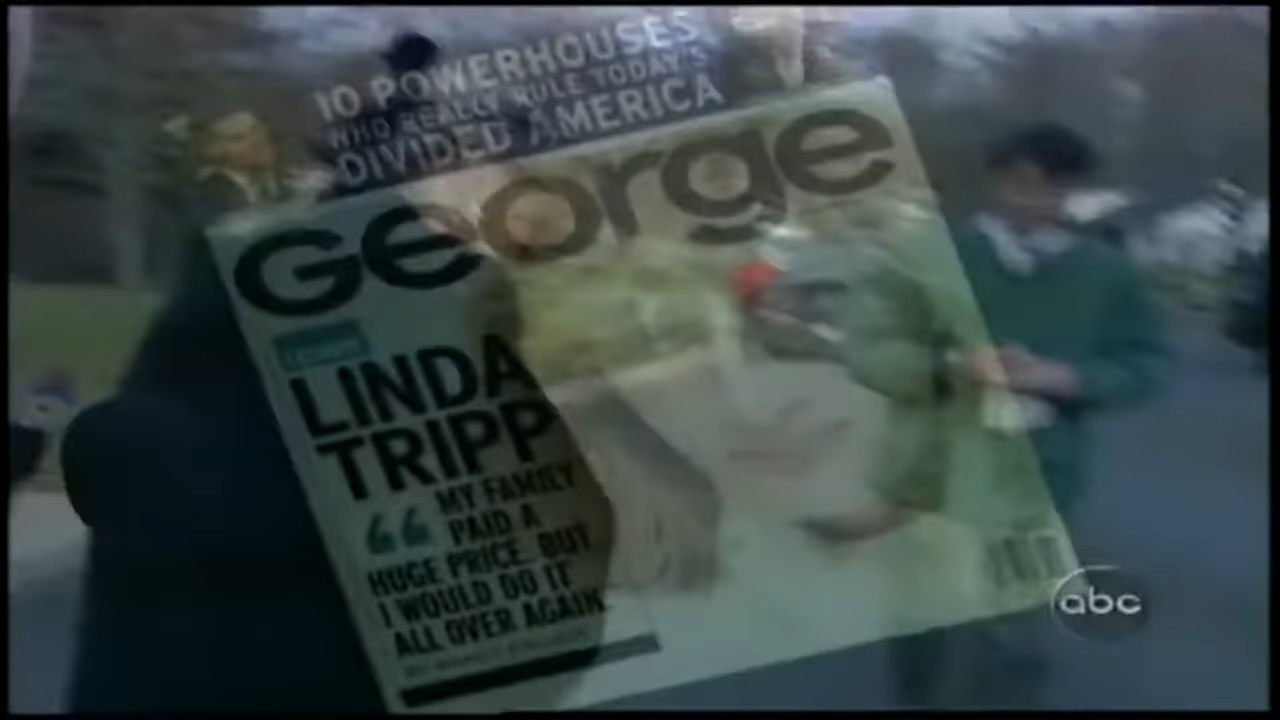 10 POWERHOUSES
WHO REALLY RULE TODAY'S
DIVIDED AMERICA
George
LINDA
TRIPP
“ MY FAMILY
PAID A
HUGE PRICE. BUT
I WOULD DO IT
ALL OVER AGAIN
abc